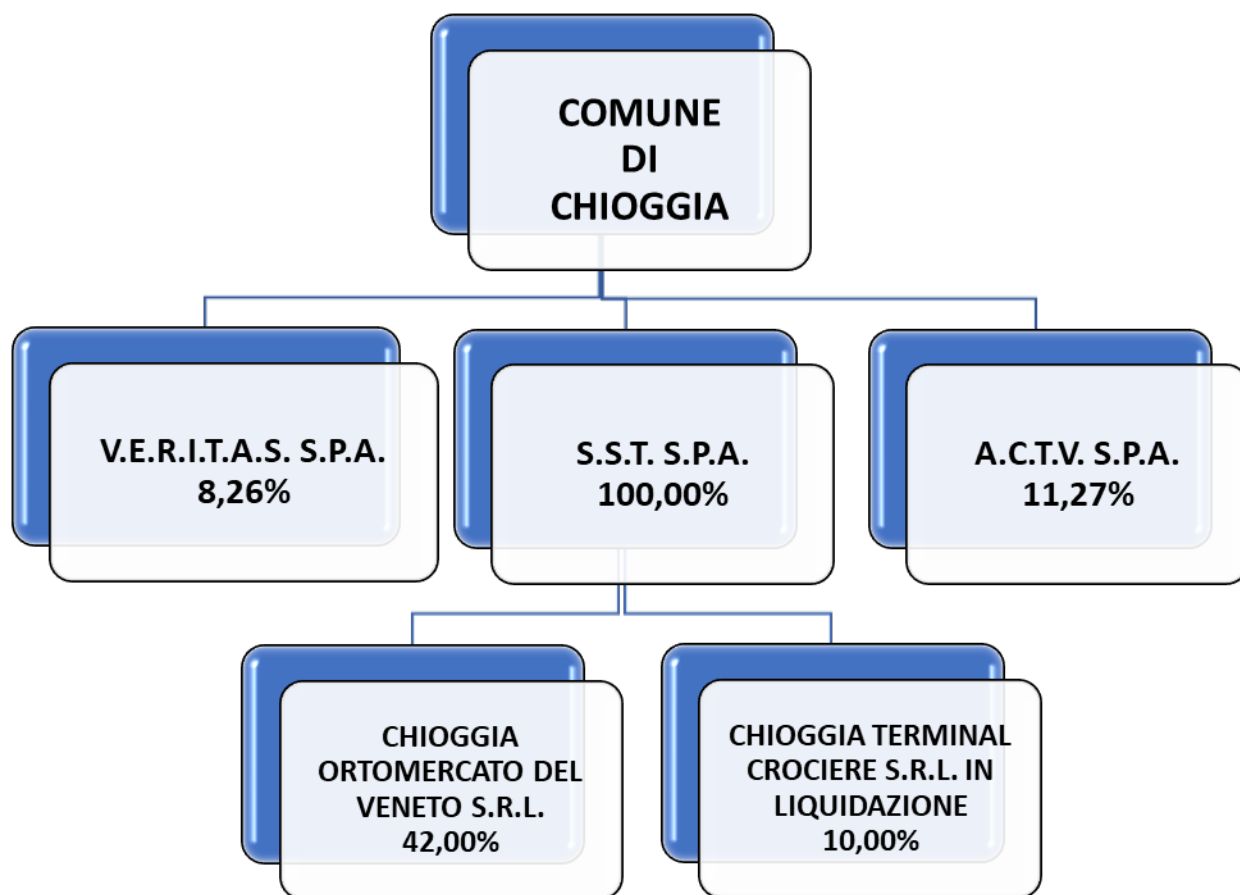 COMUNE
DI
CHIOGGIA
V.E.R.I.T.A.S. S.P.A.
8,26%
S.S.T. S.P.A.
100,00%
A.C.T.V. S.P.A.
11,27%
CHIOGGIA
ORTOMERCATO DEL
VENETO S.R.L.
42,00%
CHIOGGIA TERMINAL
CROCIERE S.R.L. IN
LIQUIDAZIONE
10,00%